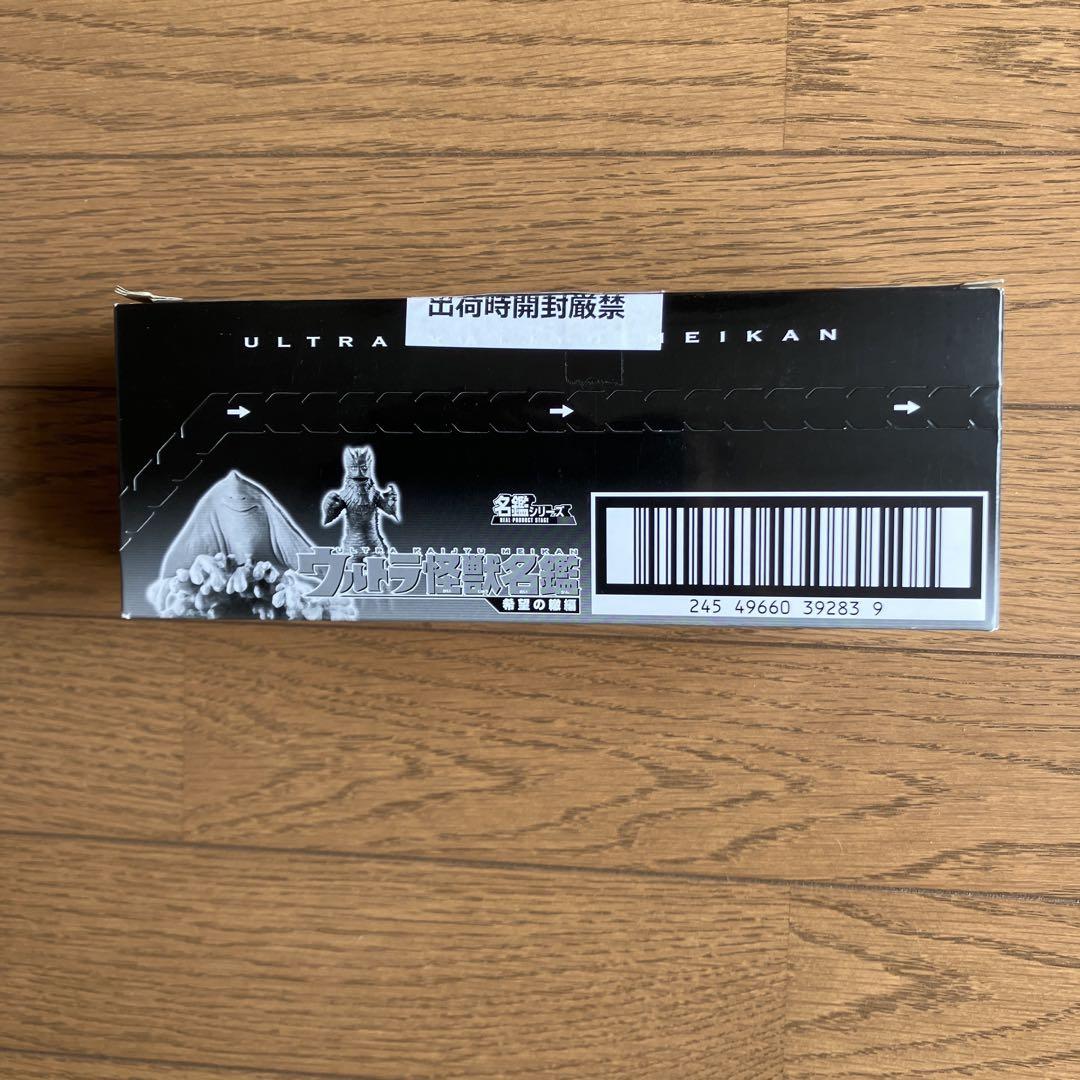 出荷時開封厳禁
ULTRA MEIKAN
名鑑シリーズ
REAL PRODUCT STAGE
ULTRA KAIJYU MEIKAN
ウルトラ怪獣名鑑
希望の轍編
245 49660 39283 9